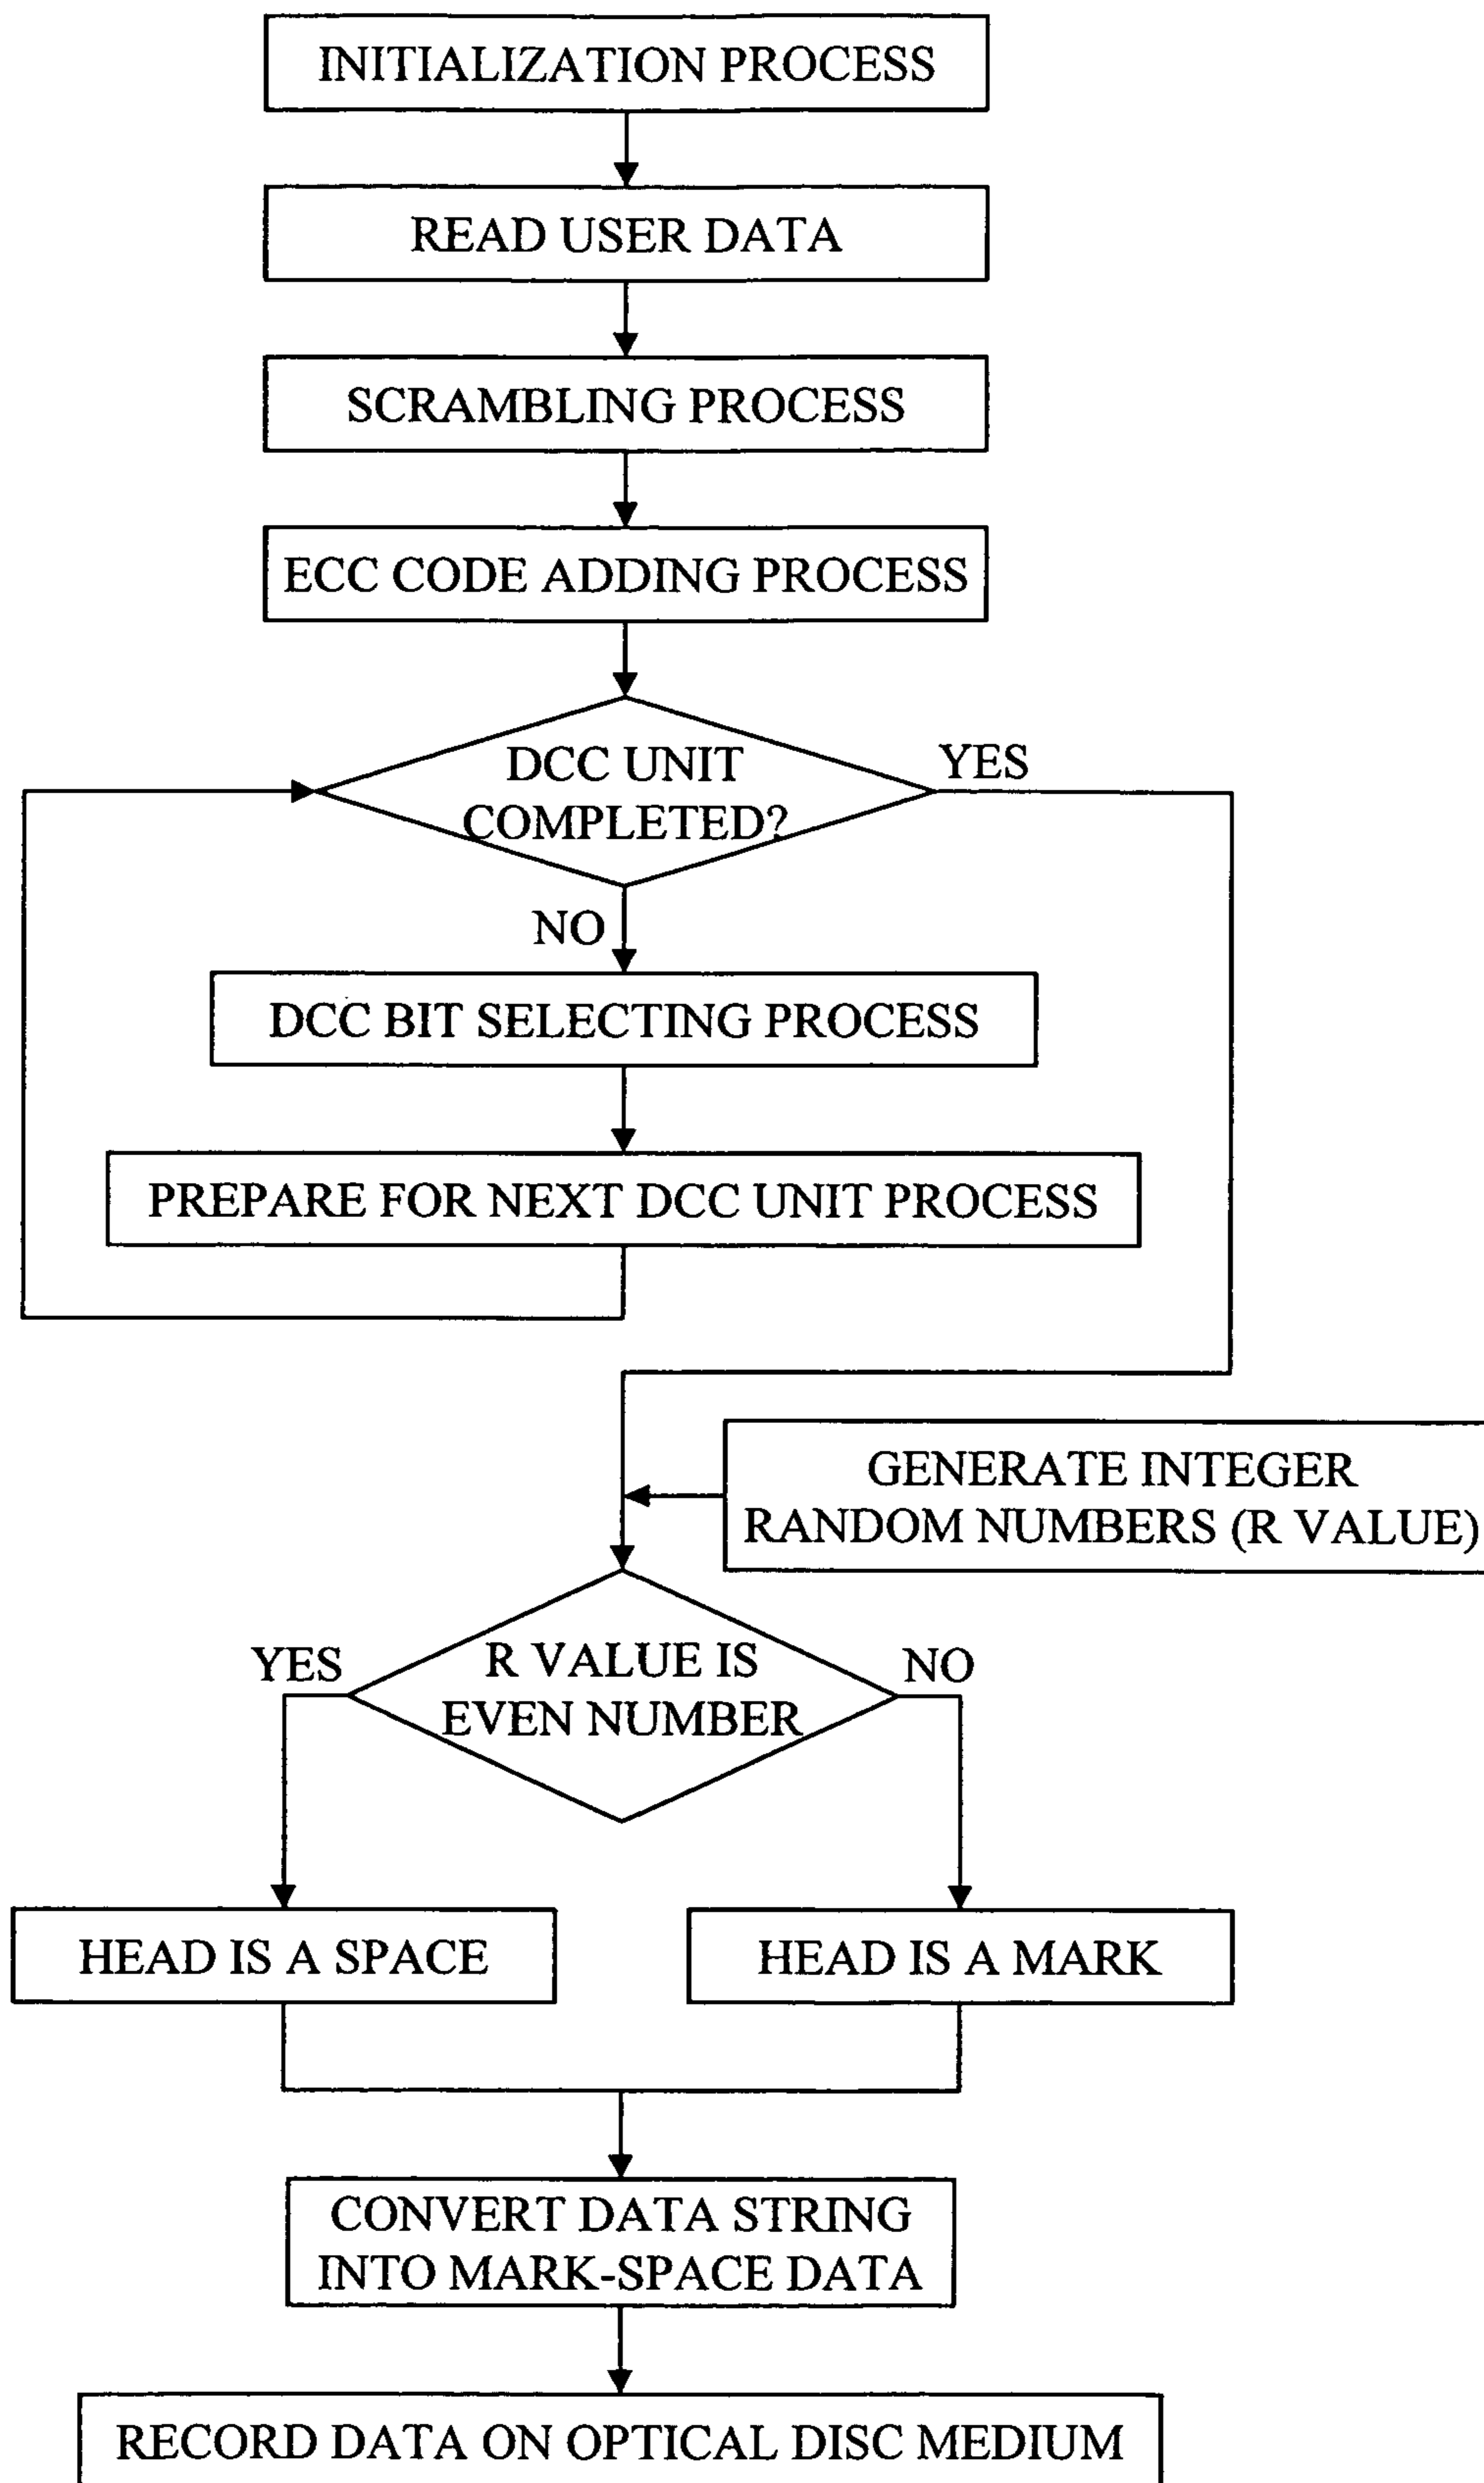 INITIALIZATION PROCESS
READ USER DATA
SCRAMBLING PROCESS
ECC CODE ADDING PROCESS
DCC UNIT
COMPLETED?
YES
NO
DCC BIT SELECTING PROCESS
PREPARE FOR NEXT DCC UNIT PROCESS
GENERATE INTEGER
RANDOM NUMBERS (R VALUE)
R VALUE IS
EVEN NUMBER
YES
NO
HEAD IS A SPACE
HEAD IS A MARK
CONVERT DATA STRING
INTO MARK-SPACE DATA
RECORD DATA ON OPTICAL DISC MEDIUM